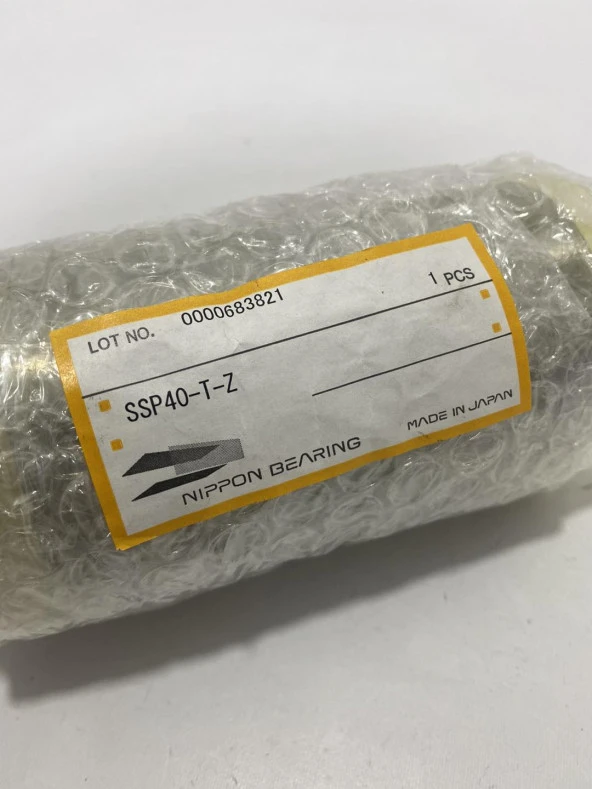 LOT NO. 0000683821 1 PCS
SSP40-T-Z
NIPPON BEARING MADE IN JAPAN